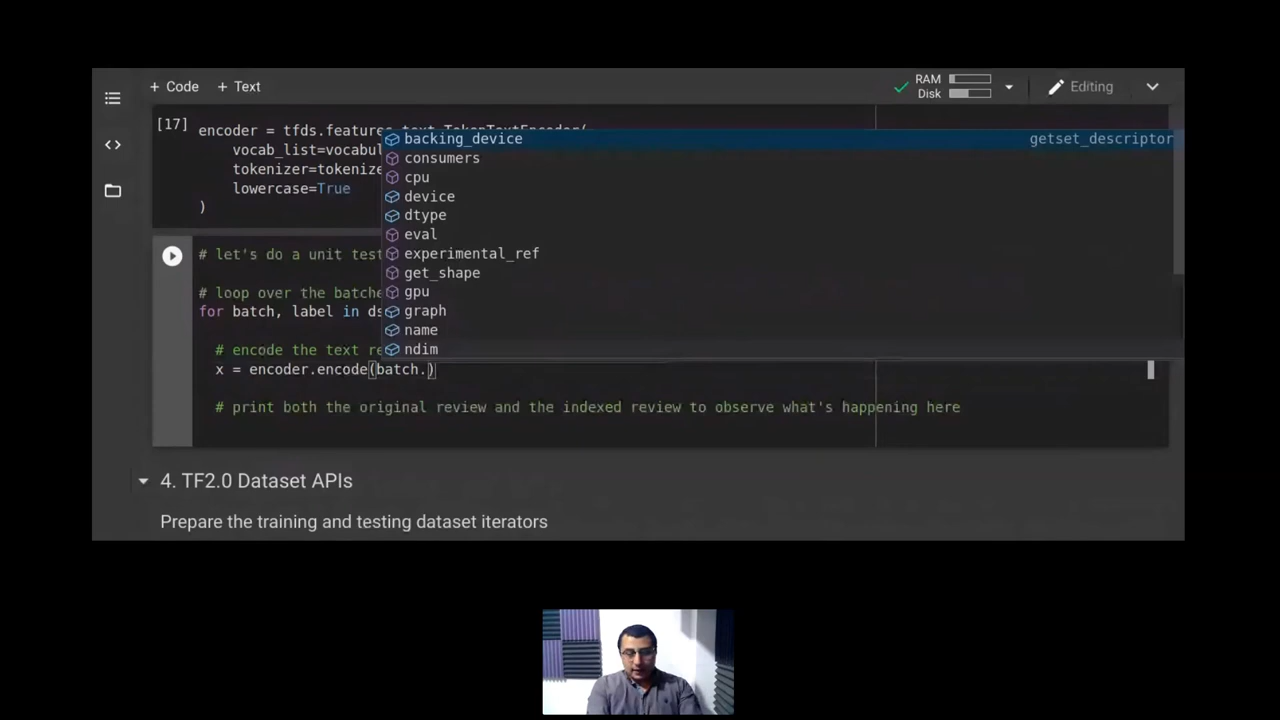 + Code + Text
RAM
Disk
Editing
[17]
encoder = tfds.features.text.TokenTextEncoder(
vocab_list=vocabul
tokenizer=tokenize
lowercase=True
)
backing_device getset_descriptor
consumers
cpu
device
dtype
eval
experimental_ref
get_shape
gpu
graph
name
ndim
# let's do a unit test
# loop over the batche
for batch, label in ds
# encode the text re
x = encoder.encode(batch.)
# print both the original review and the indexed review to observe what's happening here
4. TF2.0 Dataset APIs
Prepare the training and testing dataset iterators